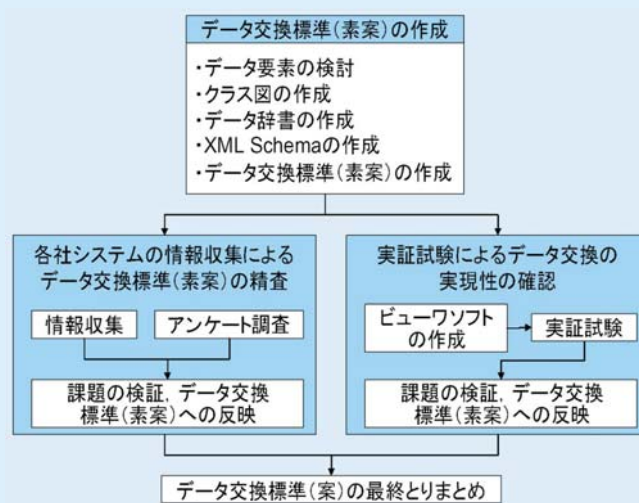 データ交換標準(素案)の作成
・データ要素の検討
・クラス図の作成
・データ辞書の作成
・XML Schemaの作成
・データ交換標準(素案)の作成
各社システムの情報収集による
データ交換標準(素案)の精査
情報収集
アンケート調査
課題の検証,データ交換
標準(素案)への反映
実証試験によるデータ交換の
実現性の確認
ビューワソフト
の作成
実証試験
課題の検証,データ交換
標準(素案)への反映
データ交換標準(案)の最終とりまとめ